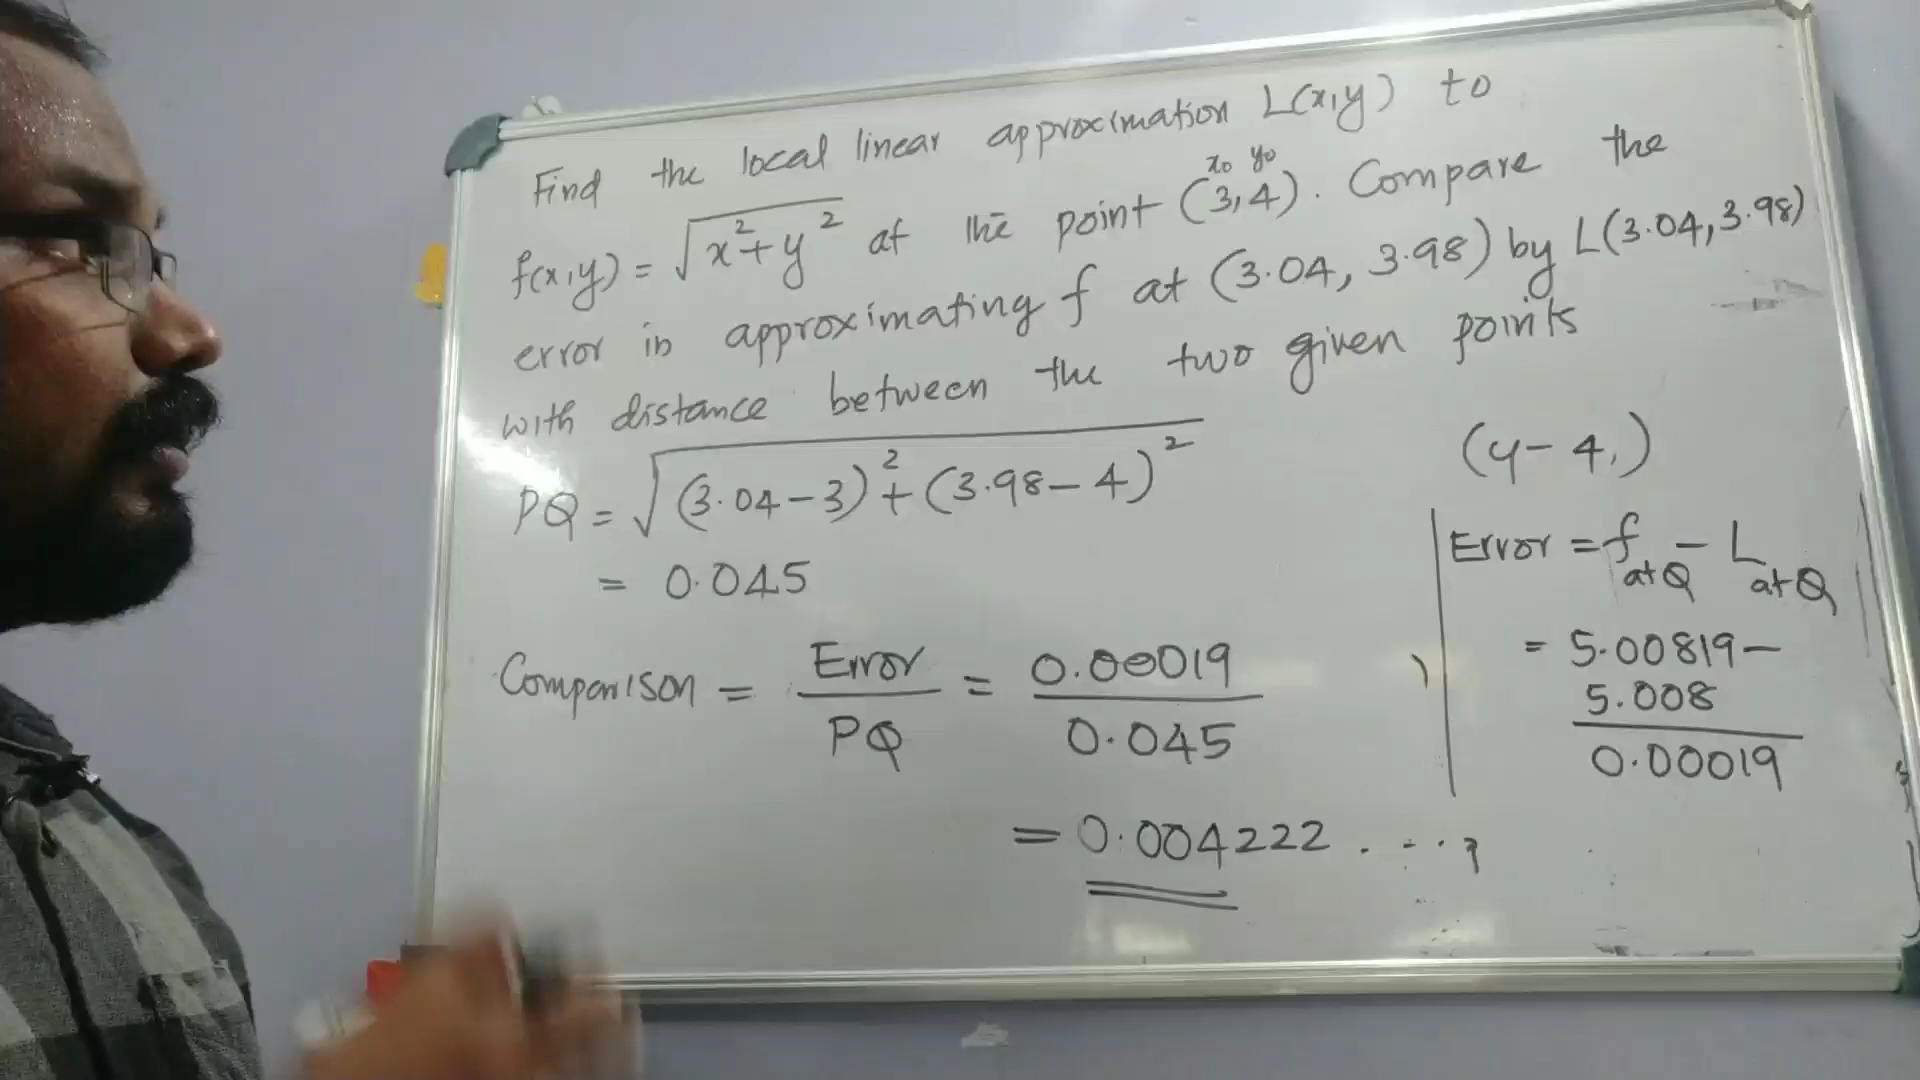 Find the local linear approximation L(x,y) to
x₀ y₀
f(x,y) = √x²+y² at the point (3,4). Compare the
error in approximating f at (3.04, 3.98) by L(3.04, 3.98)
with distance between the two given points
PQ = √(3.04-3)² + (3.98-4)²
= 0.045
Comparison = Error / PQ = 0.00019 / 0.045
= 0.004222....
(y-4)
Error = f at Q - L at Q
= 5.00819 -
5.008
0.00019